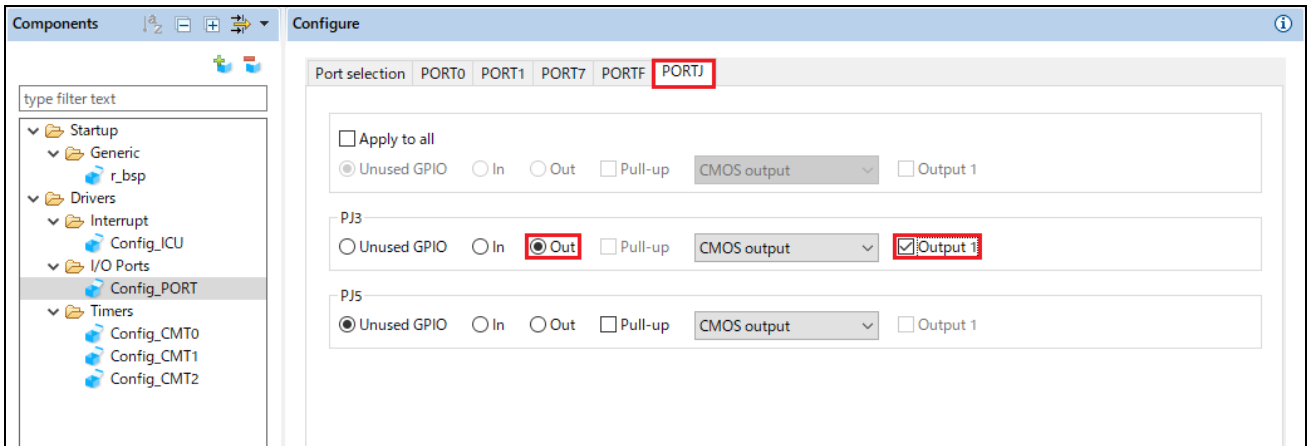 Components
Configure
type filter text
Startup
Generic
r_bsp
Drivers
Interrupt
Config_ICU
I/O Ports
Config_PORT
Timers
Config_CMT0
Config_CMT1
Config_CMT2
Port selection PORT0 PORT1 PORT7 PORTF PORTJ
Apply to all
Unused GPIO In Out Pull-up CMOS output Output 1
PJ3
Unused GPIO In Out Pull-up CMOS output Output 1
PJ5
Unused GPIO In Out Pull-up CMOS output Output 1